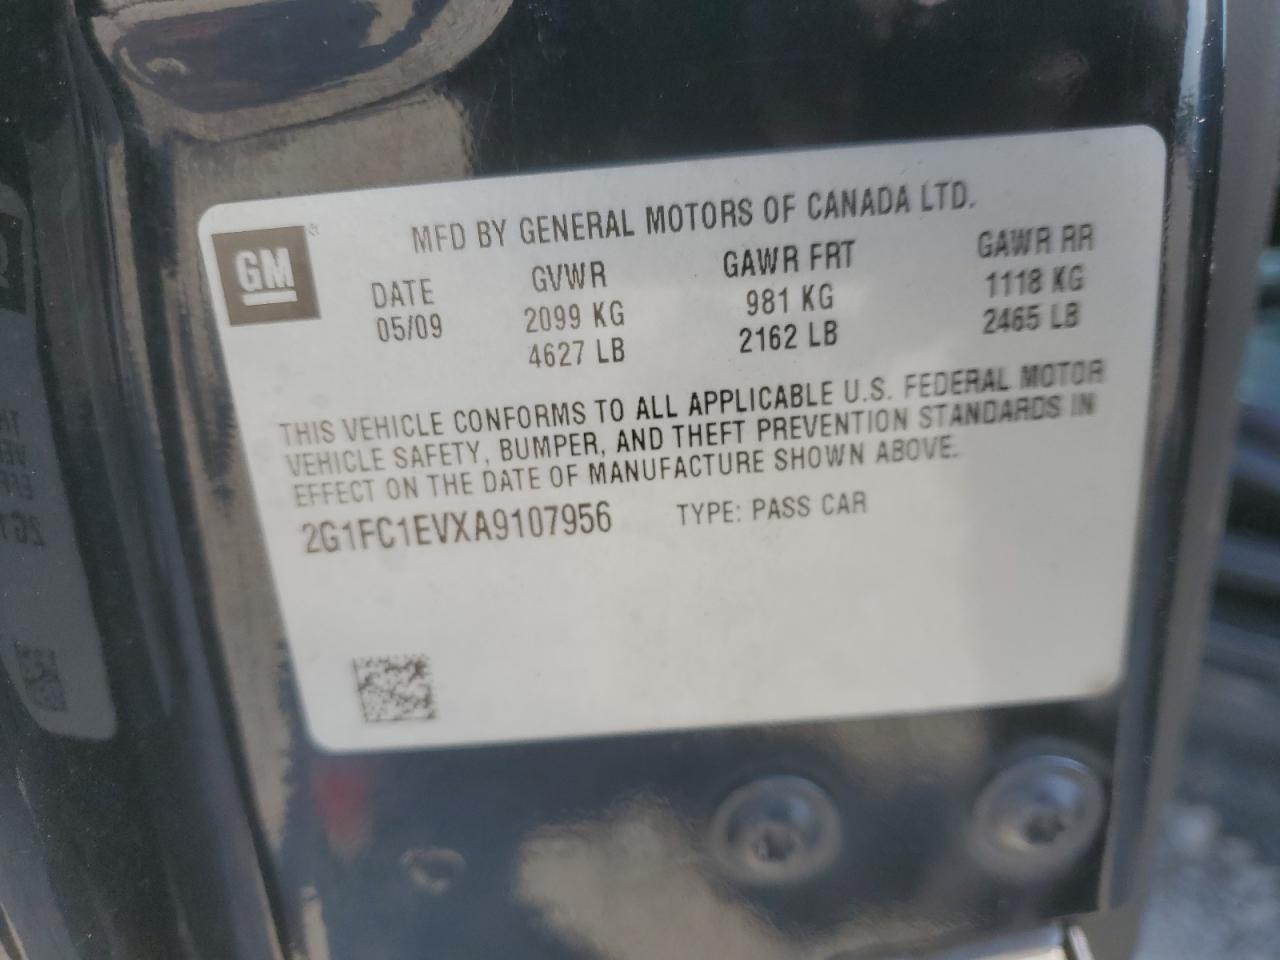 GM
MFD BY GENERAL MOTORS OF CANADA LTD.
DATE GVWR GAWR FRT GAWR RR
05/09 2099 KG 981 KG 1118 KG
4627 LB 2162 LB 2465 LB
THIS VEHICLE CONFORMS TO ALL APPLICABLE U.S. FEDERAL MOTOR
VEHICLE SAFETY, BUMPER, AND THEFT PREVENTION STANDARDS IN
EFFECT ON THE DATE OF MANUFACTURE SHOWN ABOVE.
2G1FC1EVXA9107956 TYPE: PASS CAR